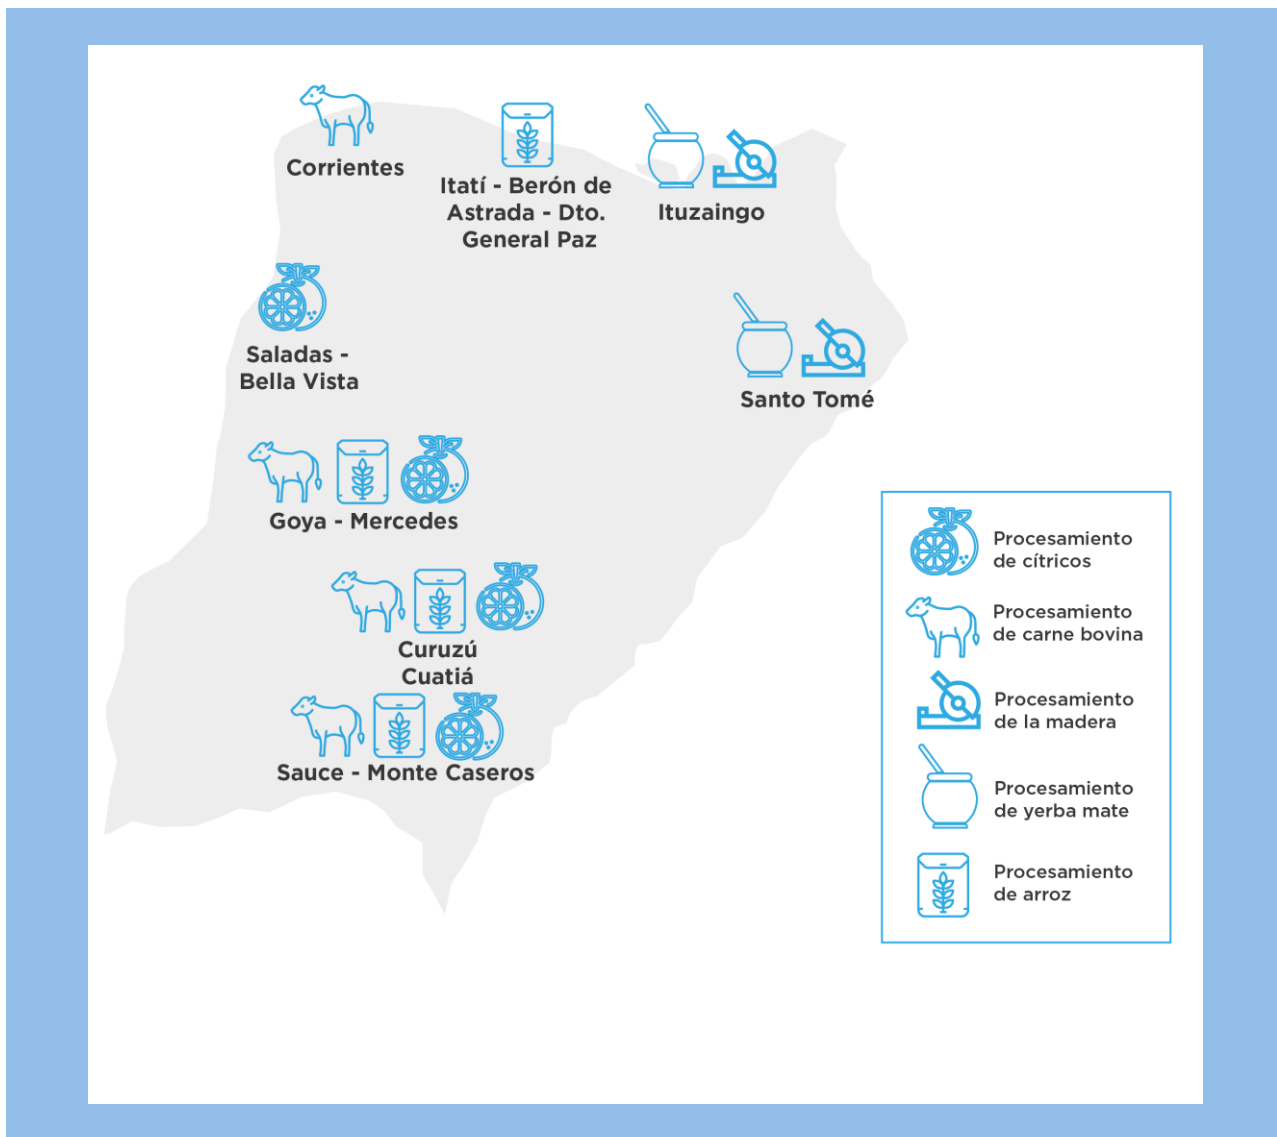 Corrientes
Itatí - Berón de
Astrada - Dto.
General Paz
Ituzaingo
Saladas -
Bella Vista
Santo Tomé
Goya - Mercedes
Curuzú
Cuatiá
Sauce - Monte Caseros
Procesamiento
de cítricos
Procesamiento
de carne bovina
Procesamiento
de la madera
Procesamiento
de yerba mate
Procesamiento
de arroz